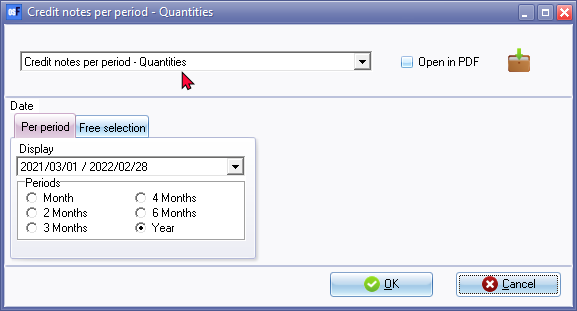 Credit notes per period - Quantities
Credit notes per period - Quantities
Open in PDF
Date
Per period
Free selection
Display
2021/03/01 / 2022/02/28
Periods
Month
4 Months
2 Months
6 Months
3 Months
Year
OK
Cancel